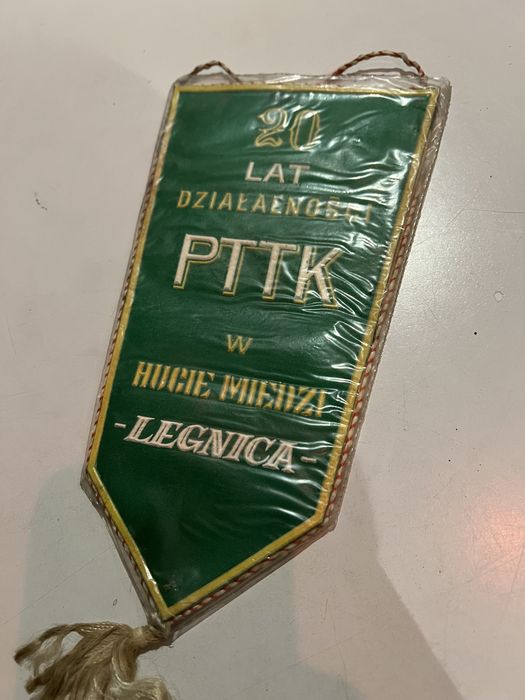 20
LAT
DZIAŁALNOŚCI
PTTK
W
HUCIE MIEDZI
-LEGNICA-